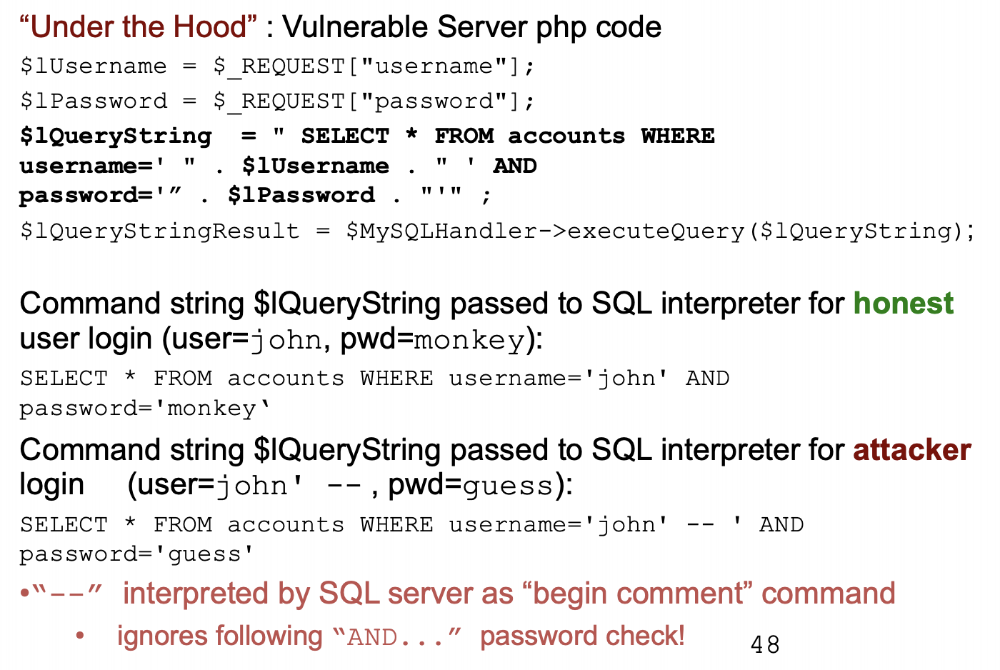 “Under the Hood” : Vulnerable Server php code
$lUsername = $_REQUEST["username"];
$lPassword = $_REQUEST["password"];
$lQueryString  = " SELECT * FROM accounts WHERE
username=' " . $lUsername . " ' AND
password='” . $lPassword . "'" ;
$lQueryStringResult = $MySQLHandler->executeQuery($lQueryString);
Command string $lQueryString passed to SQL interpreter for honest
user login (user=john, pwd=monkey):
SELECT * FROM accounts WHERE username='john' AND
password='monkey‘
Command string $lQueryString passed to SQL interpreter for attacker
login   (user=john' -- , pwd=guess):
SELECT * FROM accounts WHERE username='john' -- ' AND
password='guess'
•“--”  interpreted by SQL server as “begin comment” command
• ignores following “AND...”  password check!
48